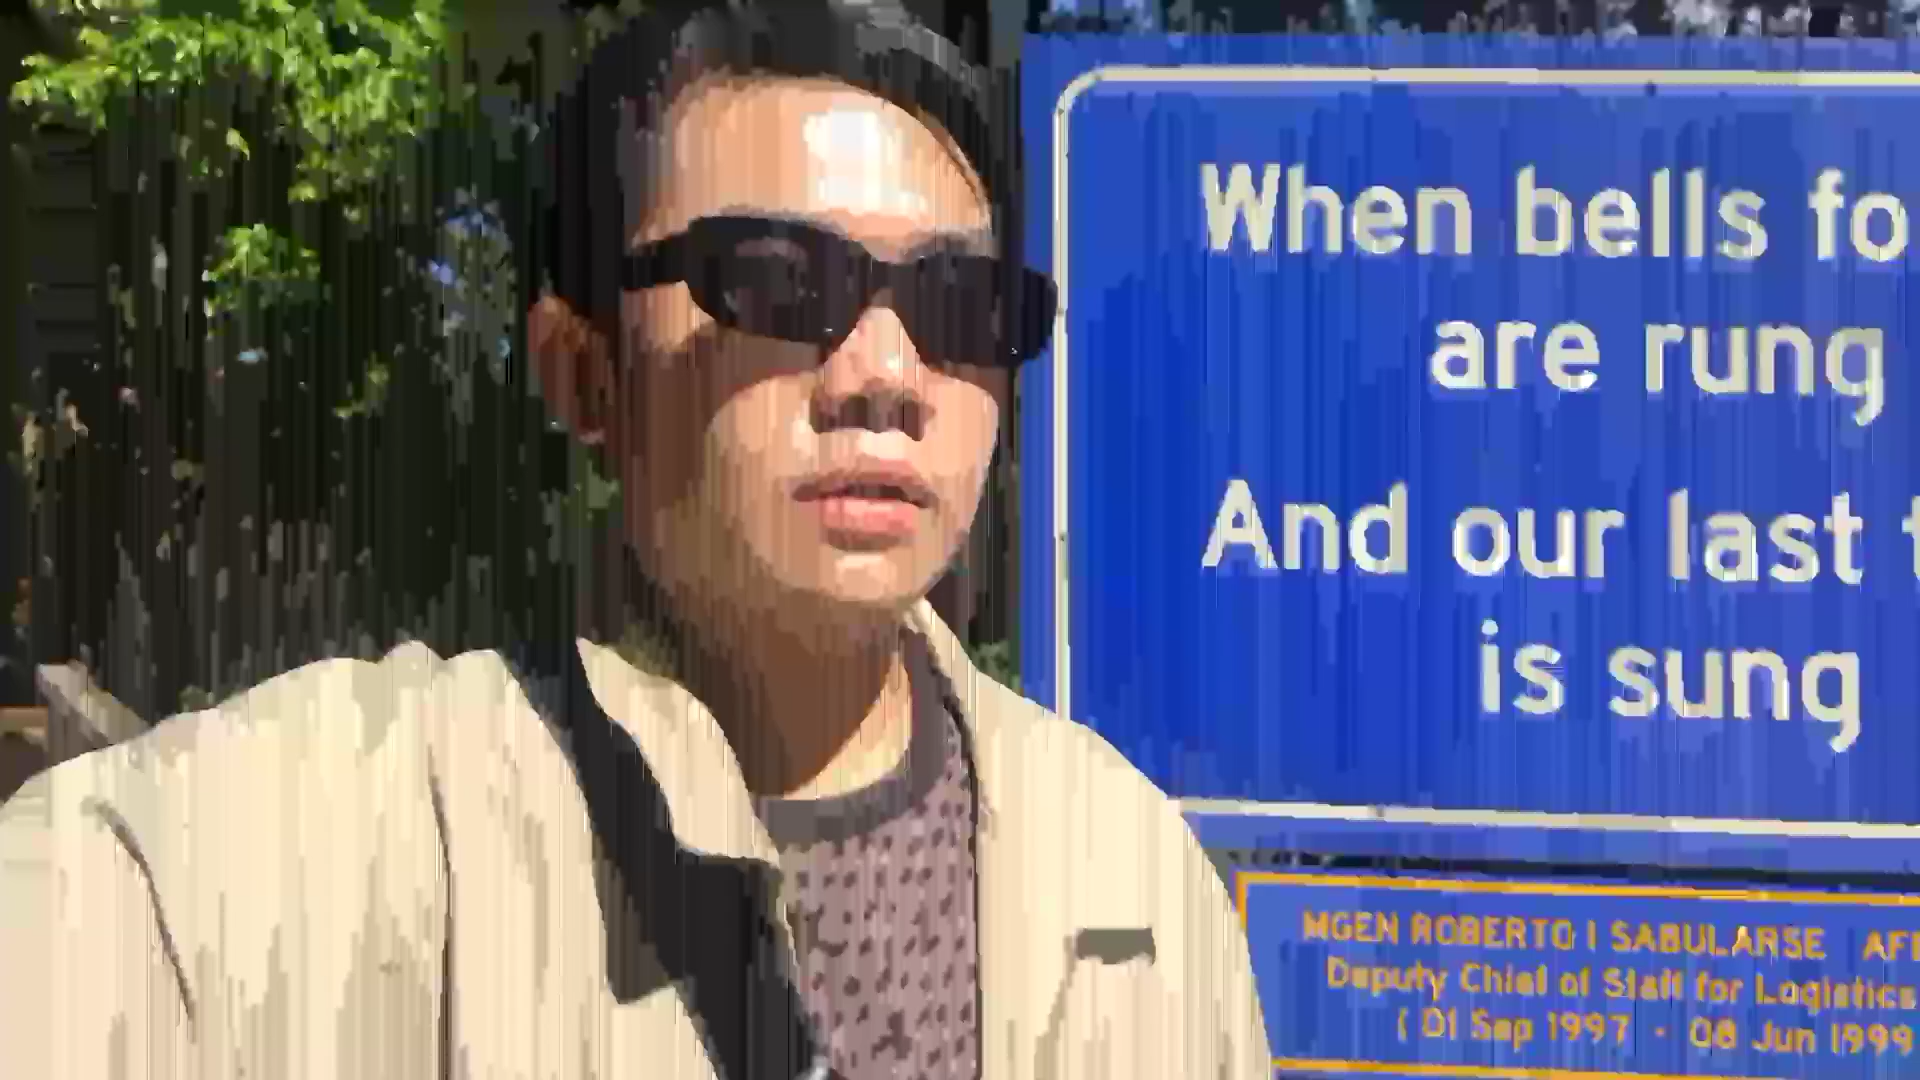 When bells fo
are rung
And our last t
is sung
MGEN ROBERTO I SABULARSE AFP
Deputy Chief of Staff for Logistics
( 01 Sep 1997 - 08 Jun 1999